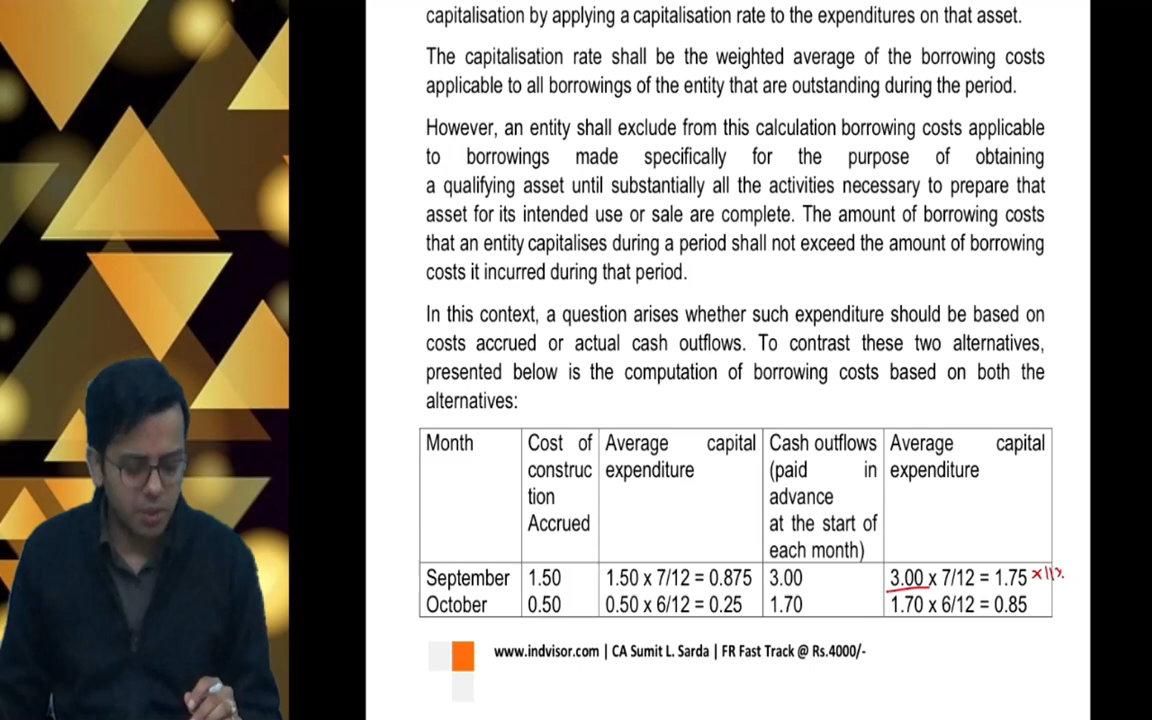 capitalisation by applying a capitalisation rate to the expenditures on that asset.
The capitalisation rate shall be the weighted average of the borrowing costs
applicable to all borrowings of the entity that are outstanding during the period.
However, an entity shall exclude from this calculation borrowing costs applicable
to borrowings made specifically for the purpose of obtaining
a qualifying asset until substantially all the activities necessary to prepare that
asset for its intended use or sale are complete. The amount of borrowing costs
that an entity capitalises during a period shall not exceed the amount of borrowing
costs it incurred during that period.
In this context, a question arises whether such expenditure should be based on
costs accrued or actual cash outflows. To contrast these two alternatives,
presented below is the computation of borrowing costs based on both the
alternatives:
Month Cost of Average capital Cash outflows Average capital
construc expenditure (paid in expenditure
tion advance
Accrued at the start of
each month)
September 1.50 1.50 x 7/12 = 0.875 3.00 3.00 x 7/12 = 1.75 x11%
October 0.50 0.50 x 6/12 = 0.25 1.70 1.70 x 6/12 = 0.85
www.indvisor.com | CA Sumit L. Sarda | FR Fast Track @ Rs.4000/-